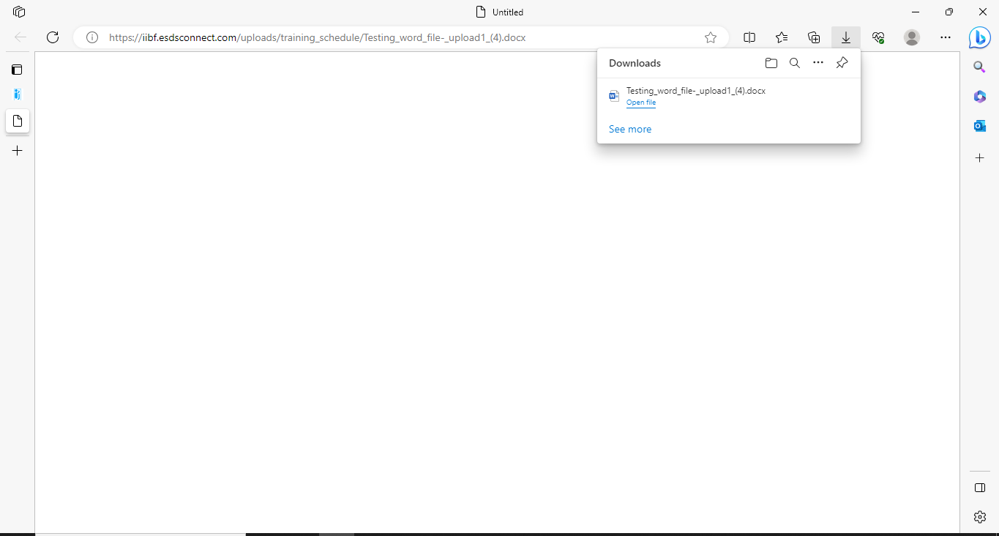 Untitled
https://iibf.esdsconnect.com/uploads/training_schedule/Testing_word_file-_upload1_(4).docx
Downloads
Testing_word_file-_upload1_(4).docx
Open file
See more